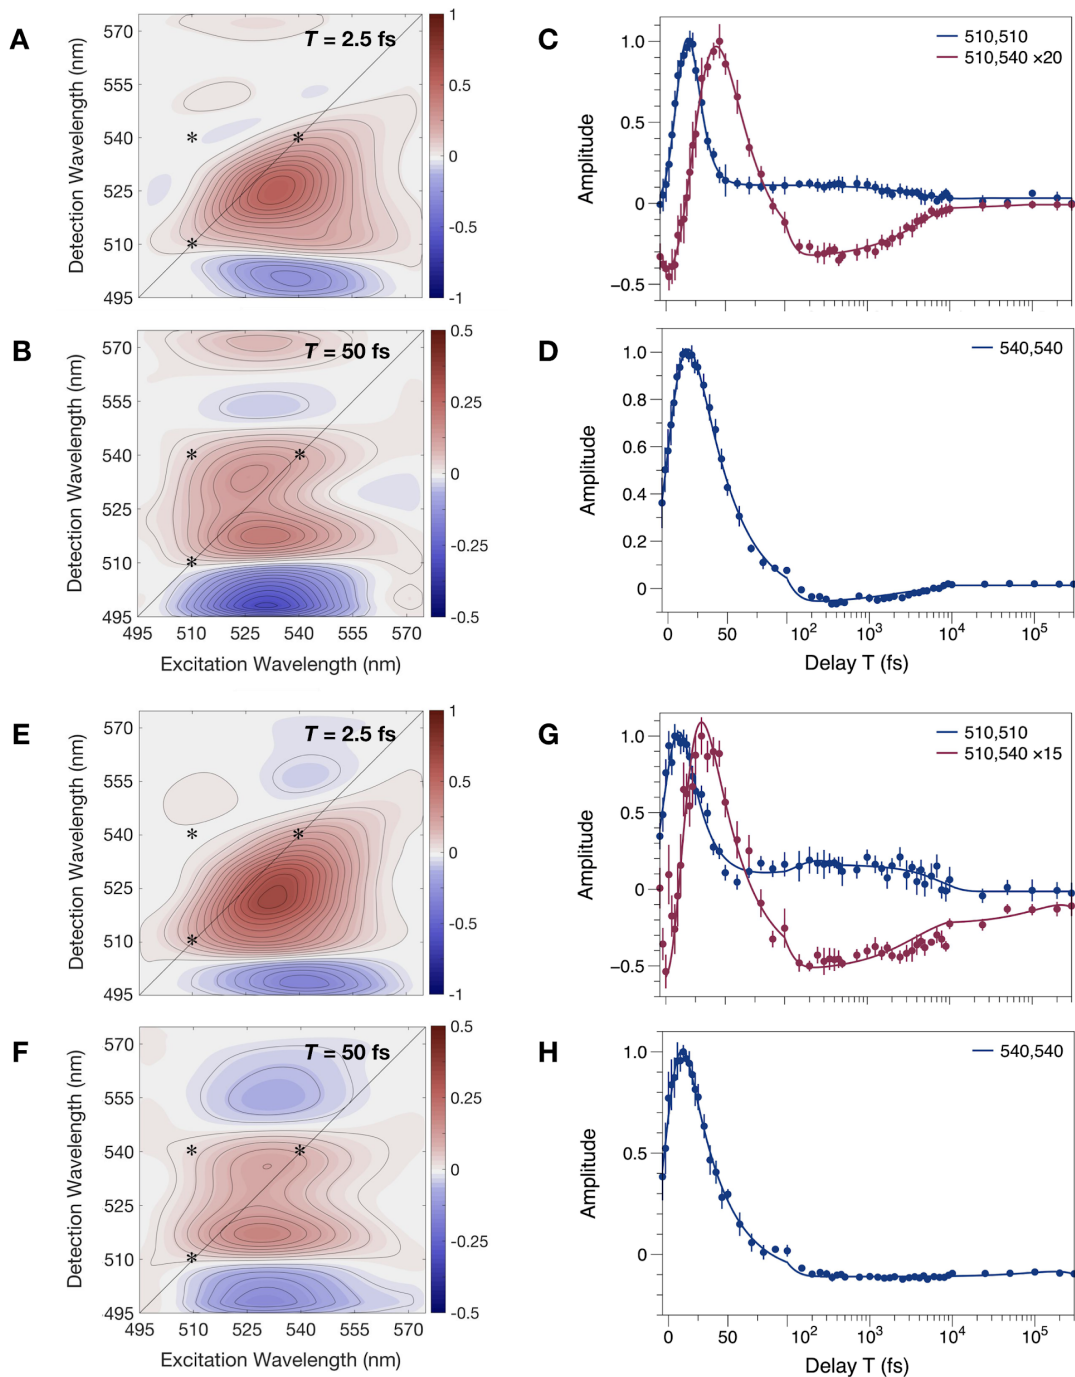 A
Detection Wavelength (nm)
570
555
540
525
510
495
T = 2.5 fs
*
*
*
1
0.5
0
-0.5
-1
B
Detection Wavelength (nm)
570
555
540
525
510
495
T = 50 fs
*
*
*
0.5
0.25
0
-0.25
-0.5
495 510 525 540 555 570
Excitation Wavelength (nm)
C
Amplitude
1.0
0.5
0
−0.5
510,510
510,540 ×20
D
Amplitude
1.0
0.8
0.6
0.4
0.2
0
540,540
0 50 10² 10³ 10⁴ 10⁵
Delay T (fs)
E
Detection Wavelength (nm)
570
555
540
525
510
495
T = 2.5 fs
*
*
*
1
0.5
0
-0.5
-1
F
Detection Wavelength (nm)
570
555
540
525
510
495
T = 50 fs
*
*
*
0.5
0.25
0
-0.25
-0.5
495 510 525 540 555 570
Excitation Wavelength (nm)
G
Amplitude
1.0
0.5
0
−0.5
510,510
510,540 ×15
H
Amplitude
1.0
0.5
0
540,540
0 50 10² 10³ 10⁴ 10⁵
Delay T (fs)